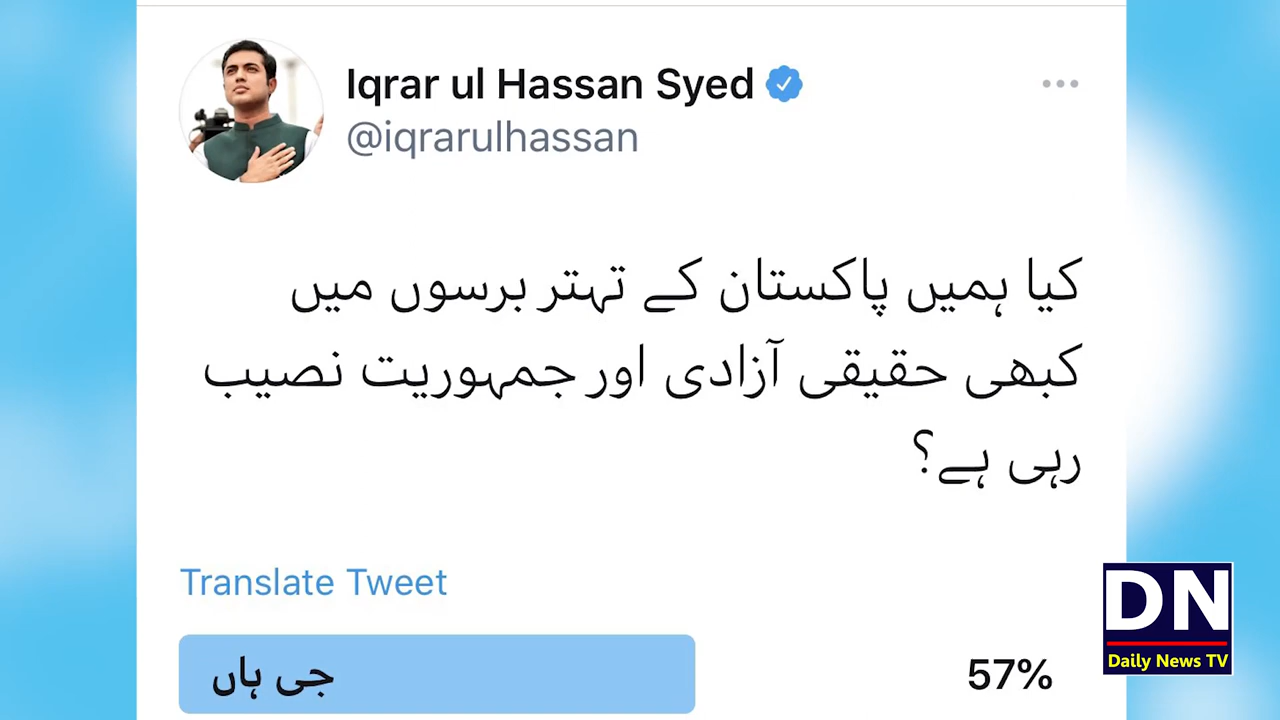 Iqrar ul Hassan Syed
@iqrarulhassan
کیا ہمیں پاکستان کے تہتر برسوں میں
کبھی حقیقی آزادی اور جمہوریت نصیب
رہی ہے؟
Translate Tweet
جی ہاں 57%
DN
Daily News TV